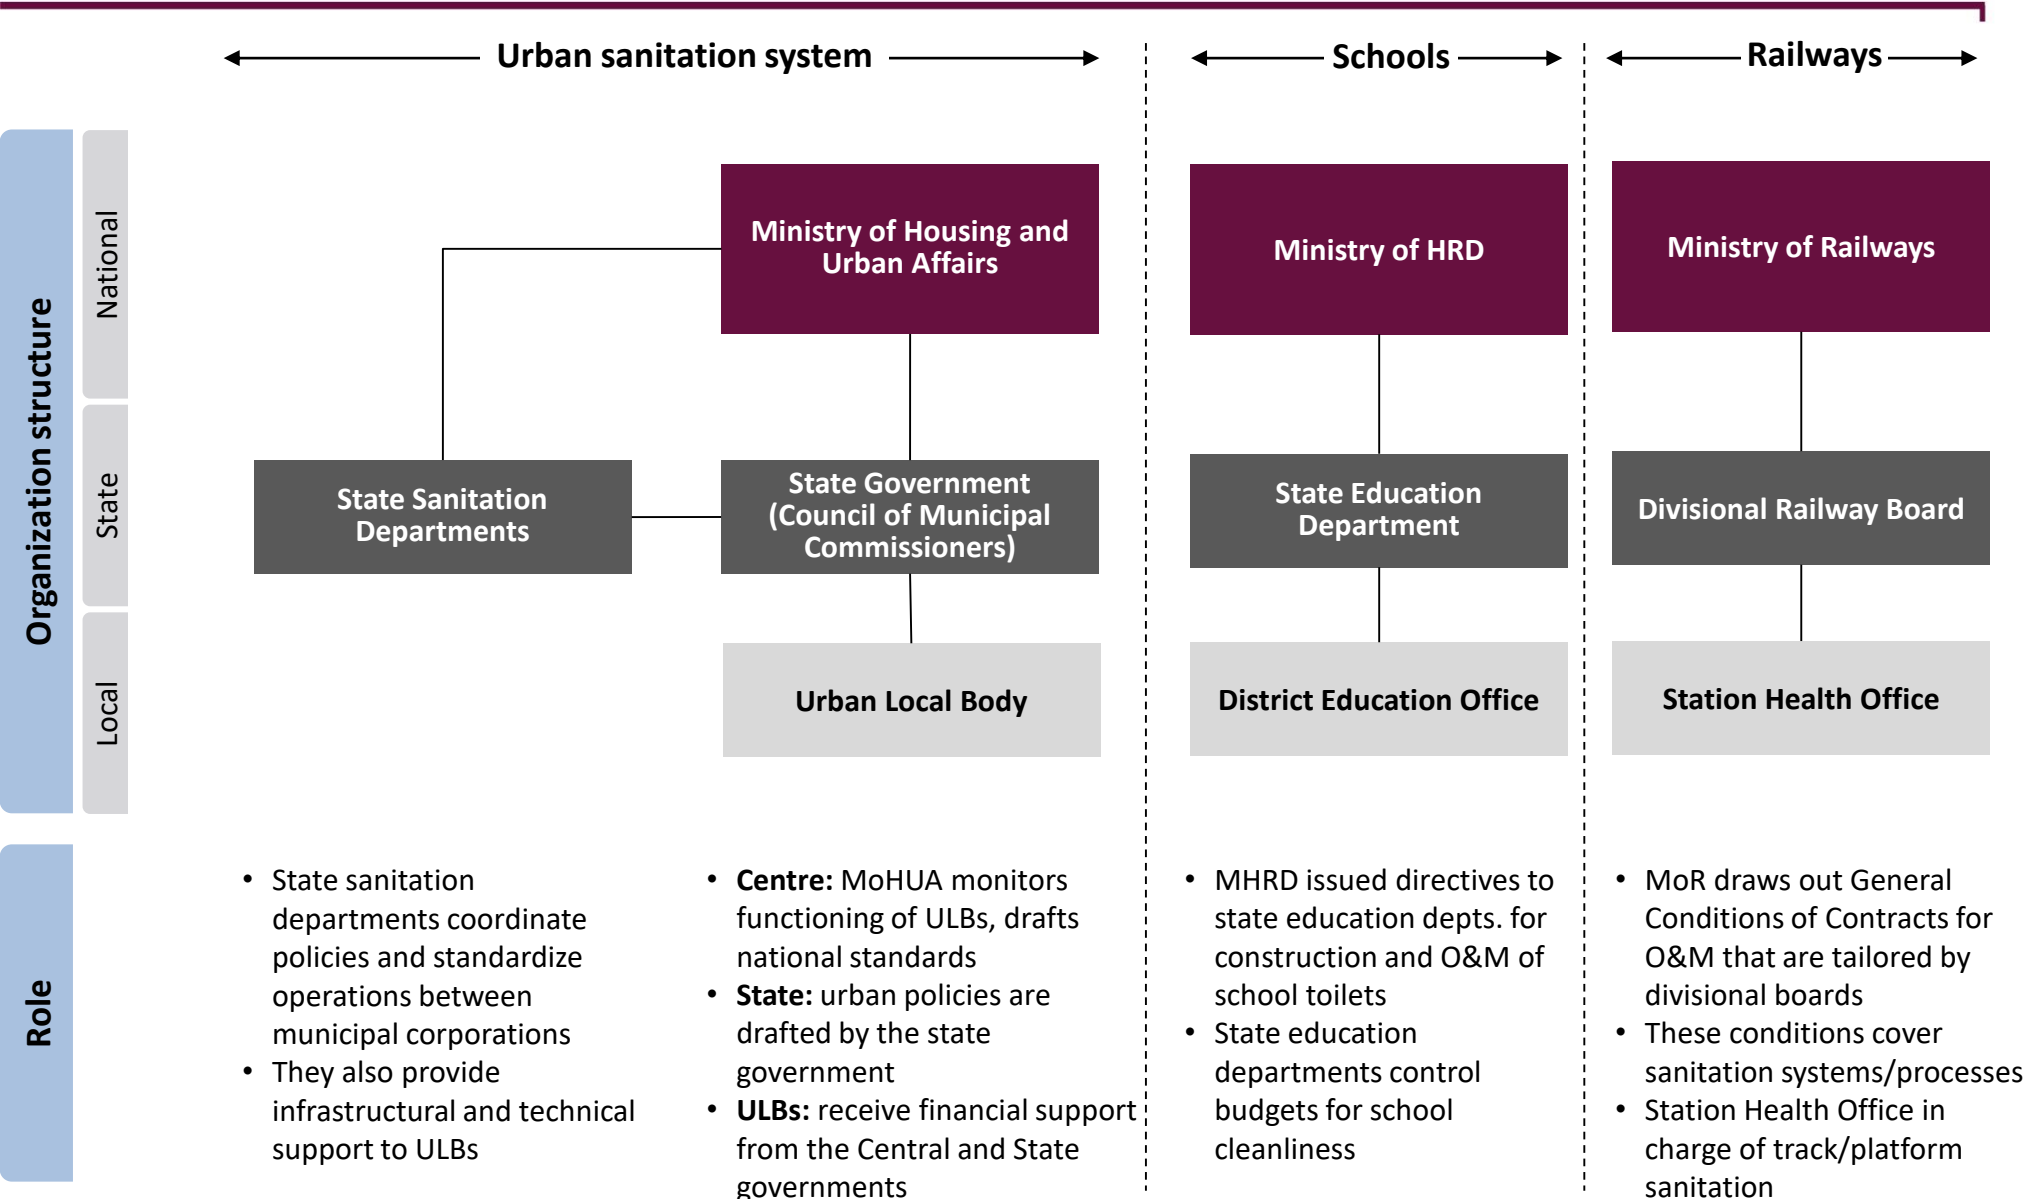 Urban sanitation system
Schools
Railways
Organization structure
National
State
Local
Ministry of Housing and
Urban Affairs
Ministry of HRD
Ministry of Railways
State Sanitation
Departments
State Government
(Council of Municipal
Commissioners)
State Education
Department
Divisional Railway Board
Urban Local Body
District Education Office
Station Health Office
Role
• State sanitation
departments coordinate
policies and standardize
operations between
municipal corporations
• They also provide
infrastructural and technical
support to ULBs
• Centre: MoHUA monitors
functioning of ULBs, drafts
national standards
• State: urban policies are
drafted by the state
government
• ULBs: receive financial support
from the Central and State
governments
• MHRD issued directives to
state education depts. for
construction and O&M of
school toilets
• State education
departments control
budgets for school
cleanliness
• MoR draws out General
Conditions of Contracts for
O&M that are tailored by
divisional boards
• These conditions cover
sanitation systems/processes
• Station Health Office in
charge of track/platform
sanitation